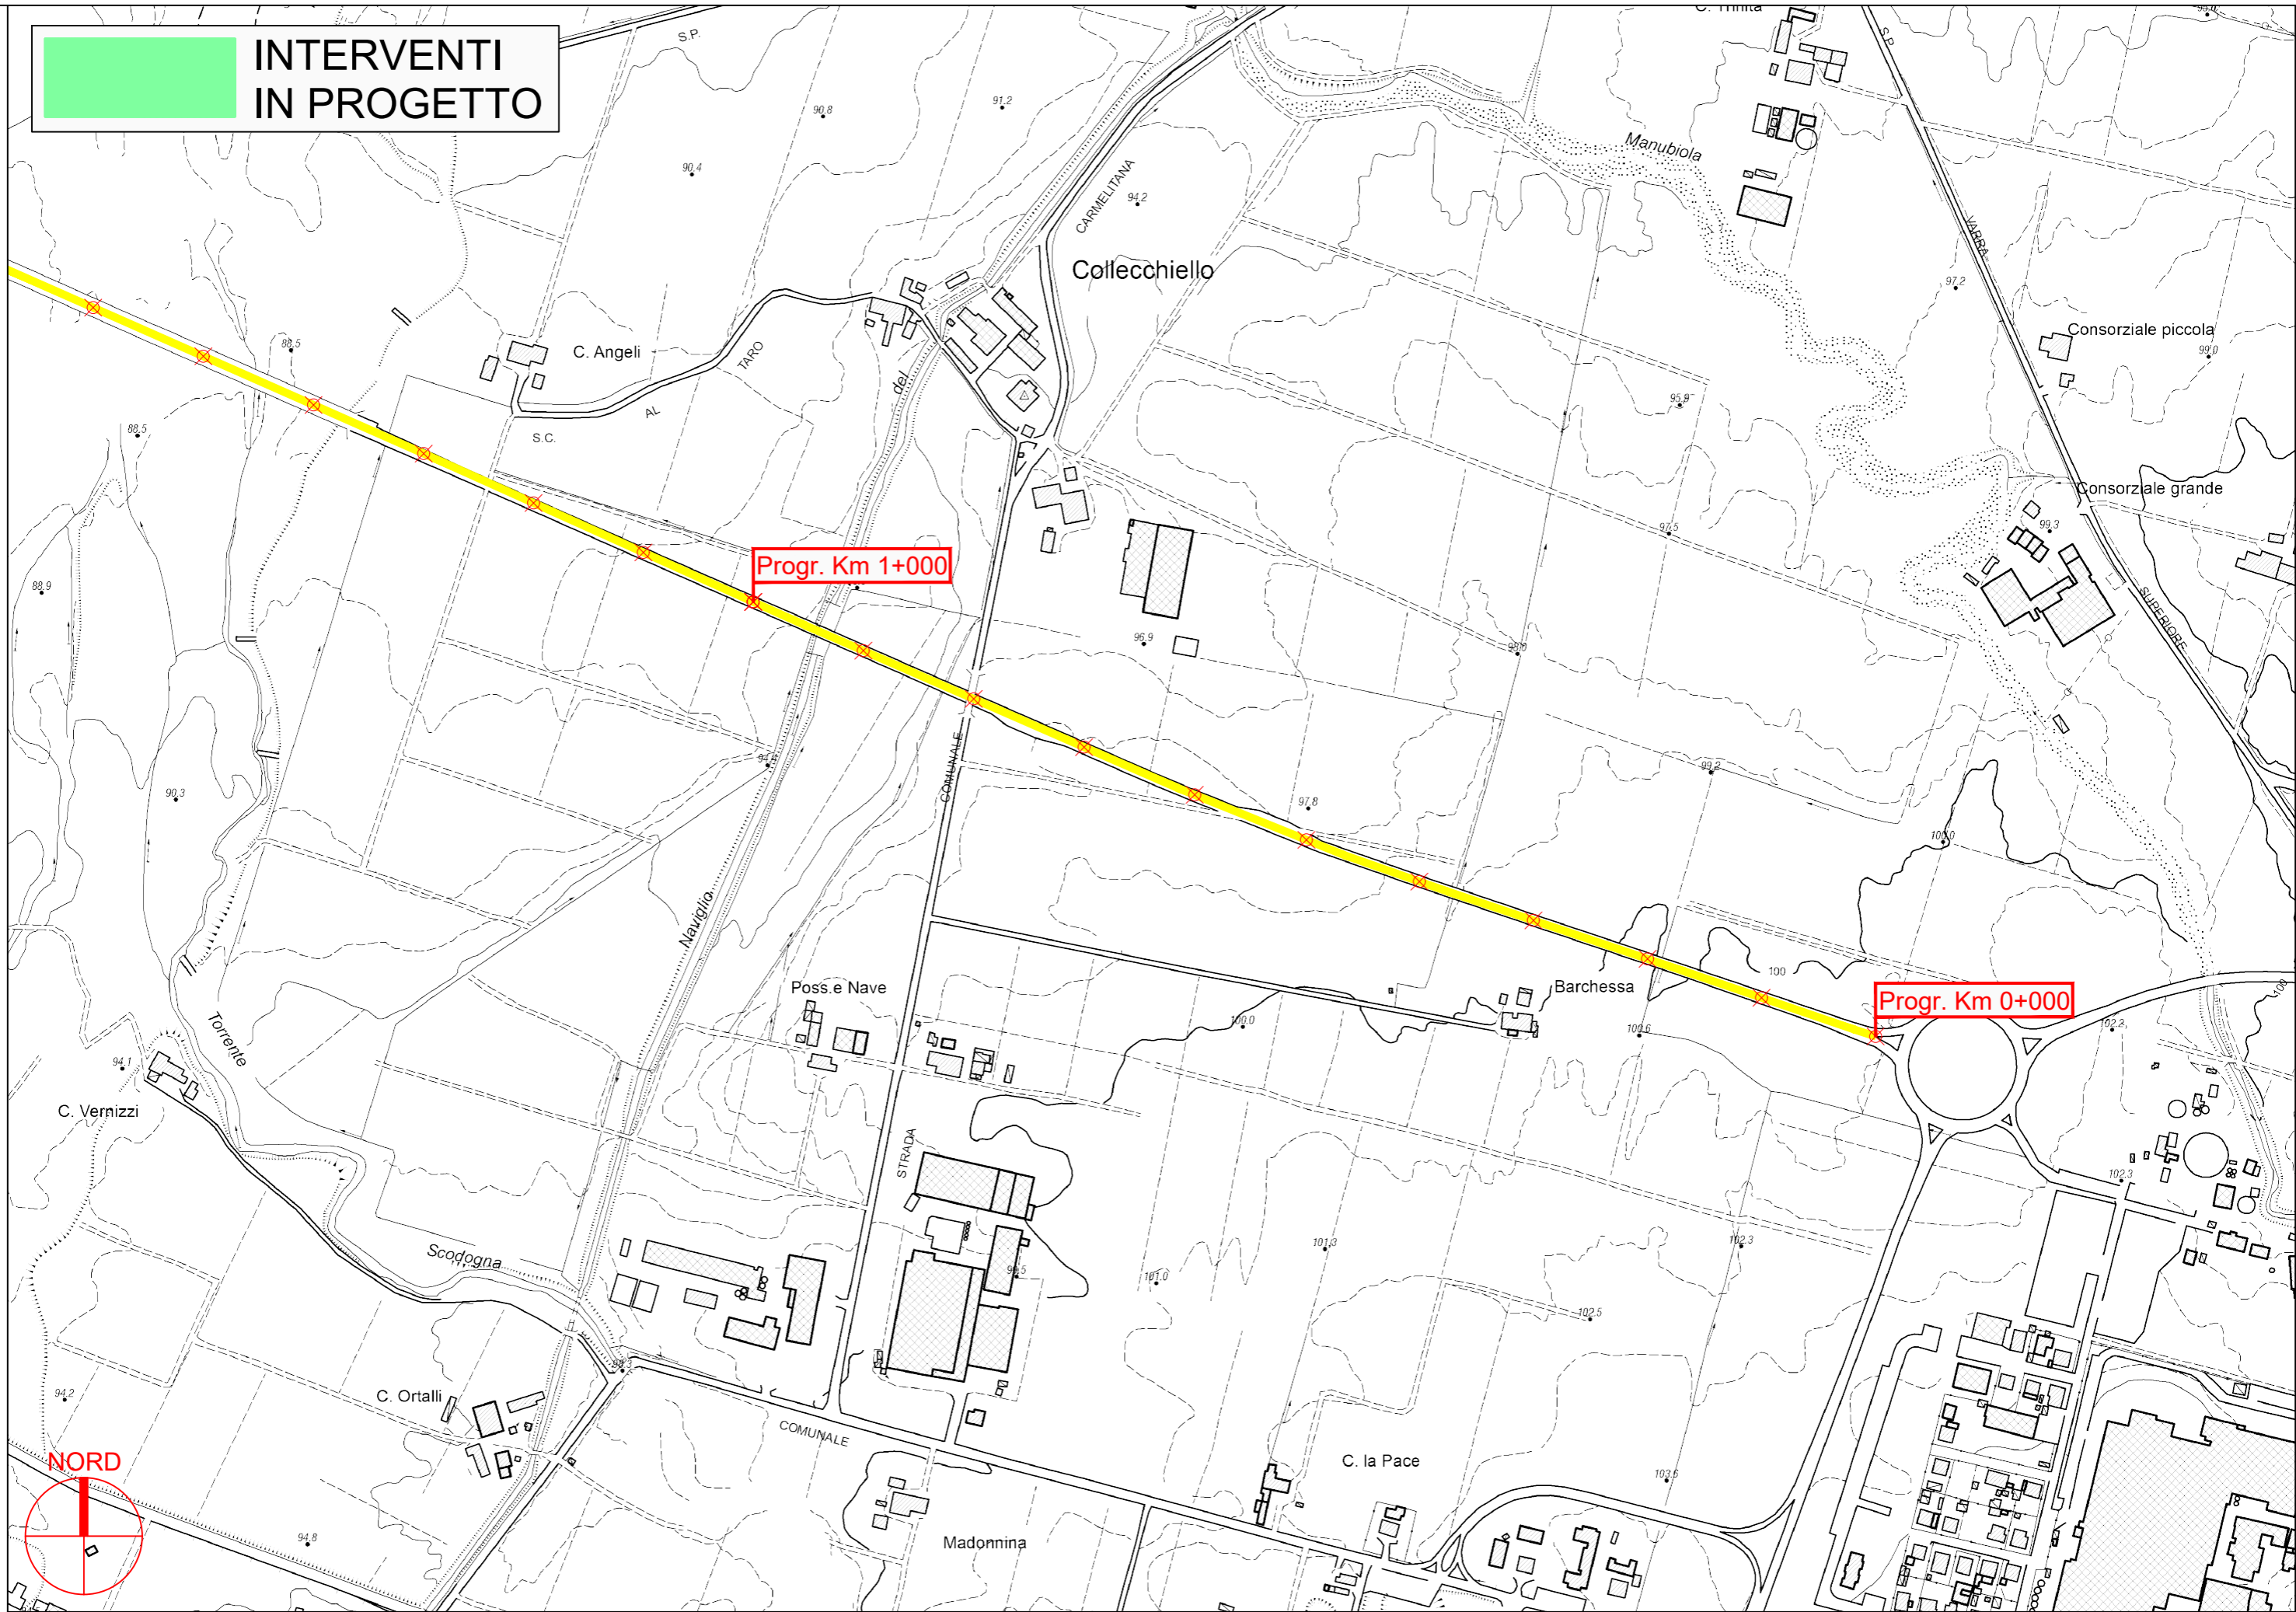 INTERVENTI
IN PROGETTO
S.P.
C. Trinità
S.P.
90.8
91.2
90.4
94.2
CARMELITANA
Manubiola
VARRA
97.2
Collecchiello
Consorziale piccola
99.0
88.5
C. Angeli
TARO
AL
S.C.
del
95.9
88.5
Consorziale grande
99.3
97.5
88.9
Progr. Km 1+000
SUPERIORE
96.9
94.4
COMUNALE
99.2
90.3
97.8
100.0
Naviglio
100
Barchessa
Poss.e Nave
Progr. Km 0+000
100
100.0
100.6
102.2
Torrente
94.1
C. Vernizzi
STRADA
102.3
Scodogna
101.3
102.3
101.0
102.5
94.2
C. Ortalli
COMUNALE
NORD
C. la Pace
103.6
94.8
Madonnina